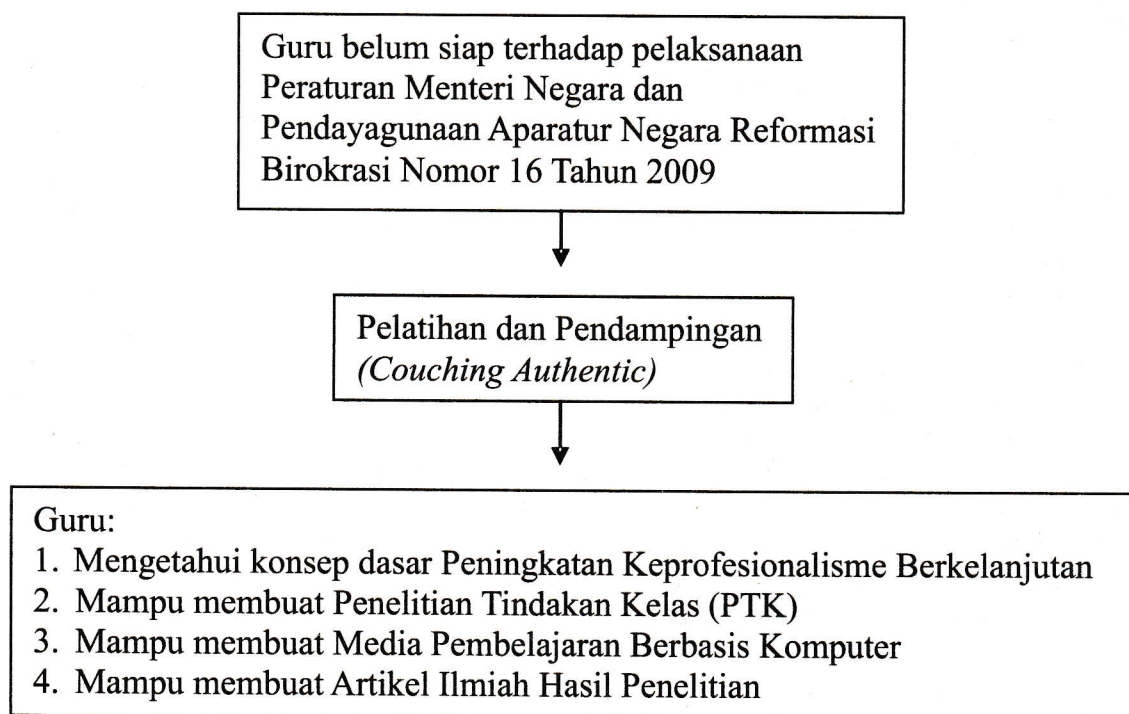 Guru belum siap terhadap pelaksanaan
Peraturan Menteri Negara dan
Pendayagunaan Aparatur Negara Reformasi
Birokrasi Nomor 16 Tahun 2009
Pelatihan dan Pendampingan
(Couching Authentic)
Guru:
1. Mengetahui konsep dasar Peningkatan Keprofesionalisme Berkelanjutan
2. Mampu membuat Penelitian Tindakan Kelas (PTK)
3. Mampu membuat Media Pembelajaran Berbasis Komputer
4. Mampu membuat Artikel Ilmiah Hasil Penelitian